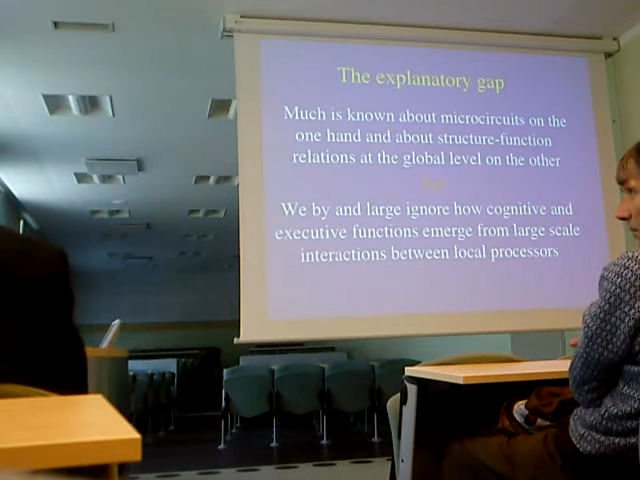 The explanatory gap
Much is known about microcircuits on the
one hand and about structure-function
relations at the global level on the other
We by and large ignore how cognitive and
executive functions emerge from large scale
interactions between local processors